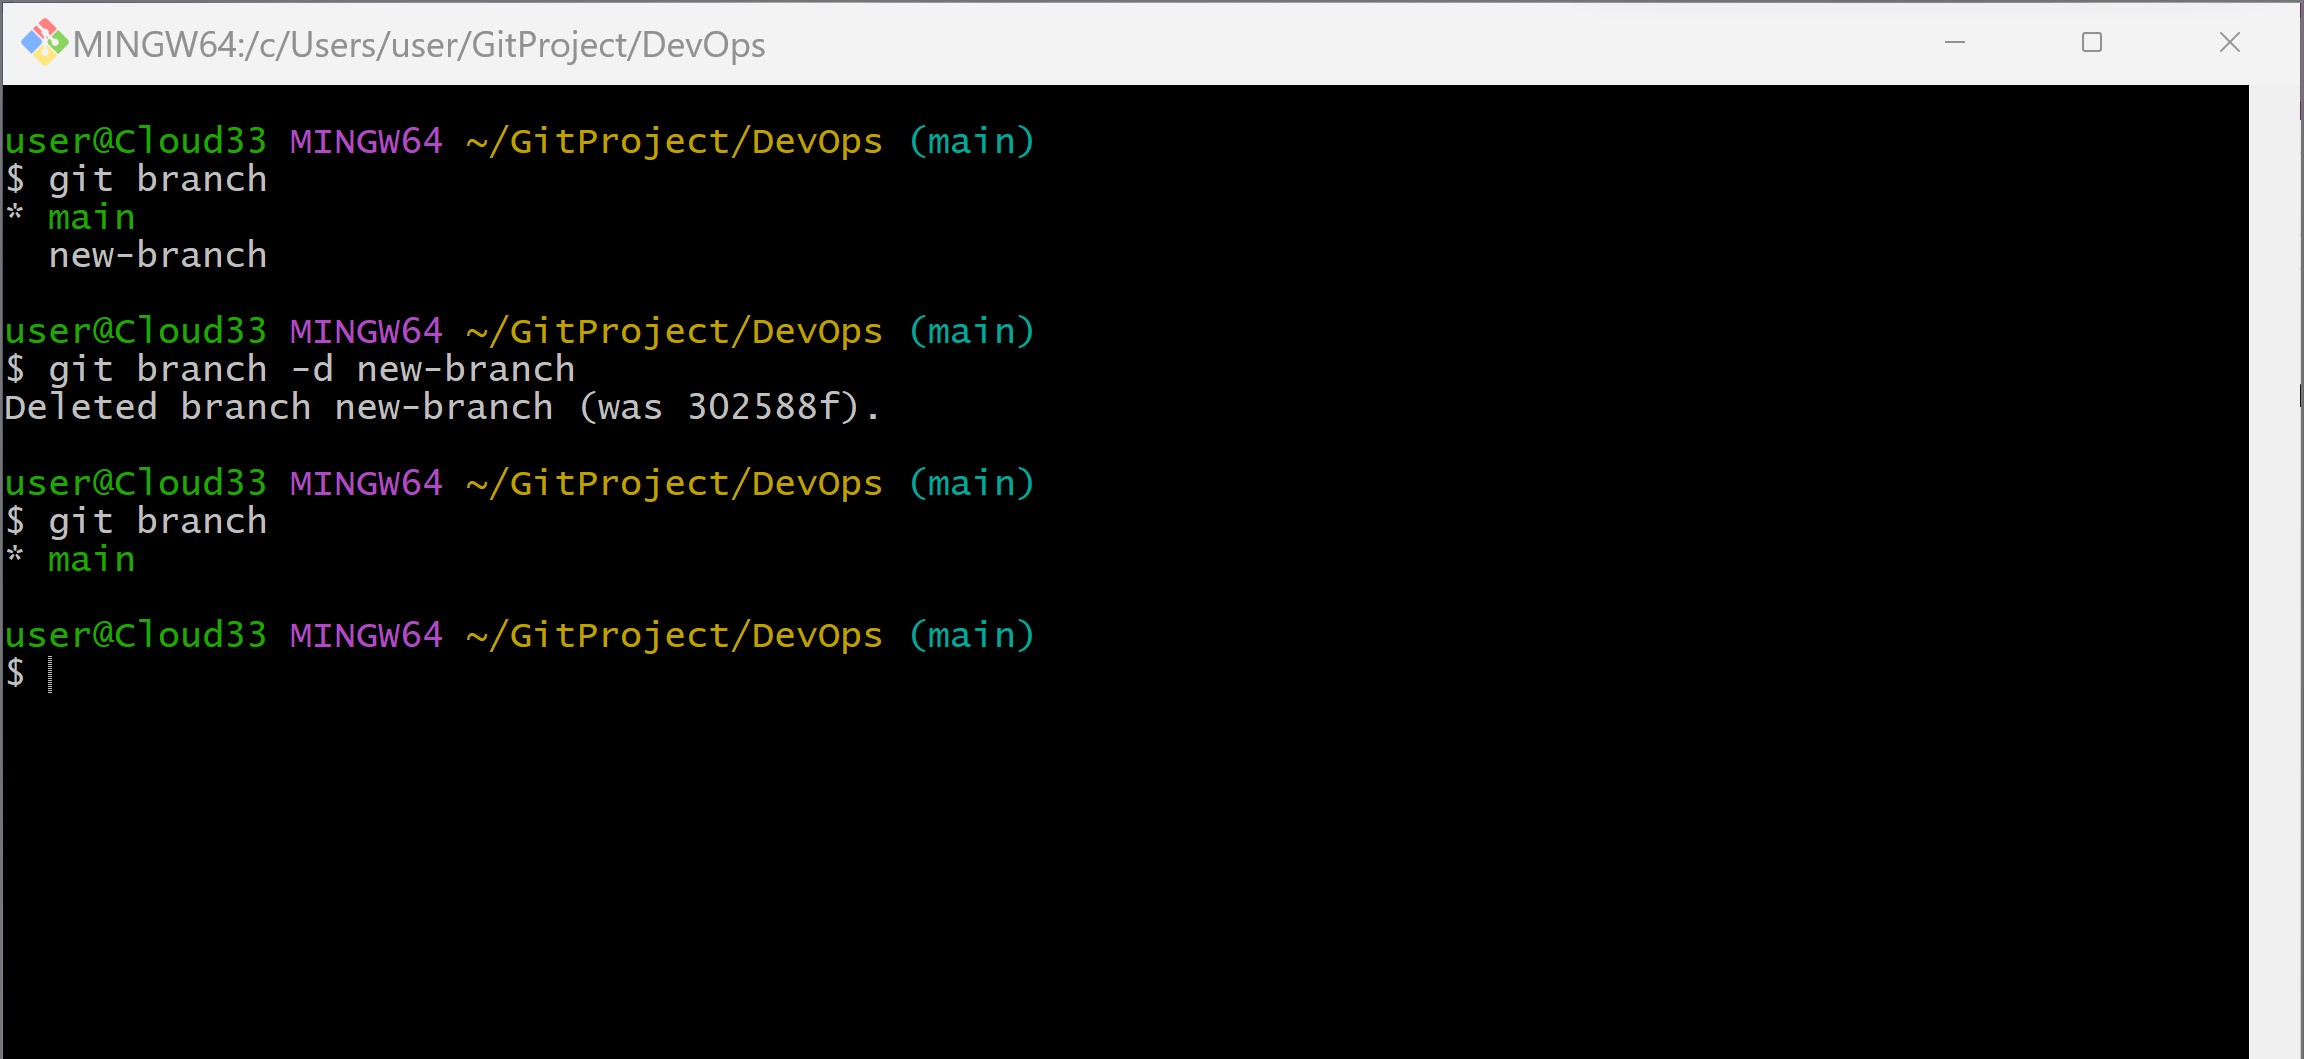 MINGW64:/c/Users/user/GitProject/DevOps
user@Cloud33 MINGW64 ~/GitProject/DevOps (main)
$ git branch
* main
  new-branch
user@Cloud33 MINGW64 ~/GitProject/DevOps (main)
$ git branch -d new-branch
Deleted branch new-branch (was 302588f).
user@Cloud33 MINGW64 ~/GitProject/DevOps (main)
$ git branch
* main
user@Cloud33 MINGW64 ~/GitProject/DevOps (main)
$